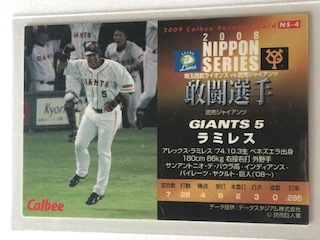 2009 Calbee Baseball Card
NS-4
2008
NIPPON
SERIES
Lions
埼玉西武ライオンズ vs 読売ジャイアンツ
敢闘選手
読売ジャイアンツ
GIANTS 5
ラミレス
アレックス・ラミレス '74.10.3生 ベネズエラ出身
180cm 86kg 右投右打 外野手
サンアントニオ・デ・パウラ高-インディアンス-
パイレーツ-ヤクルト-巨人('08~)
試合数 打数 得点 安打 本塁打 打点 盗塁 打率
7 28 4 8 2 3 0 .286
データ提供:データスタジアム株式会社
© 読売巨人軍
GIANTS
5
Calbee